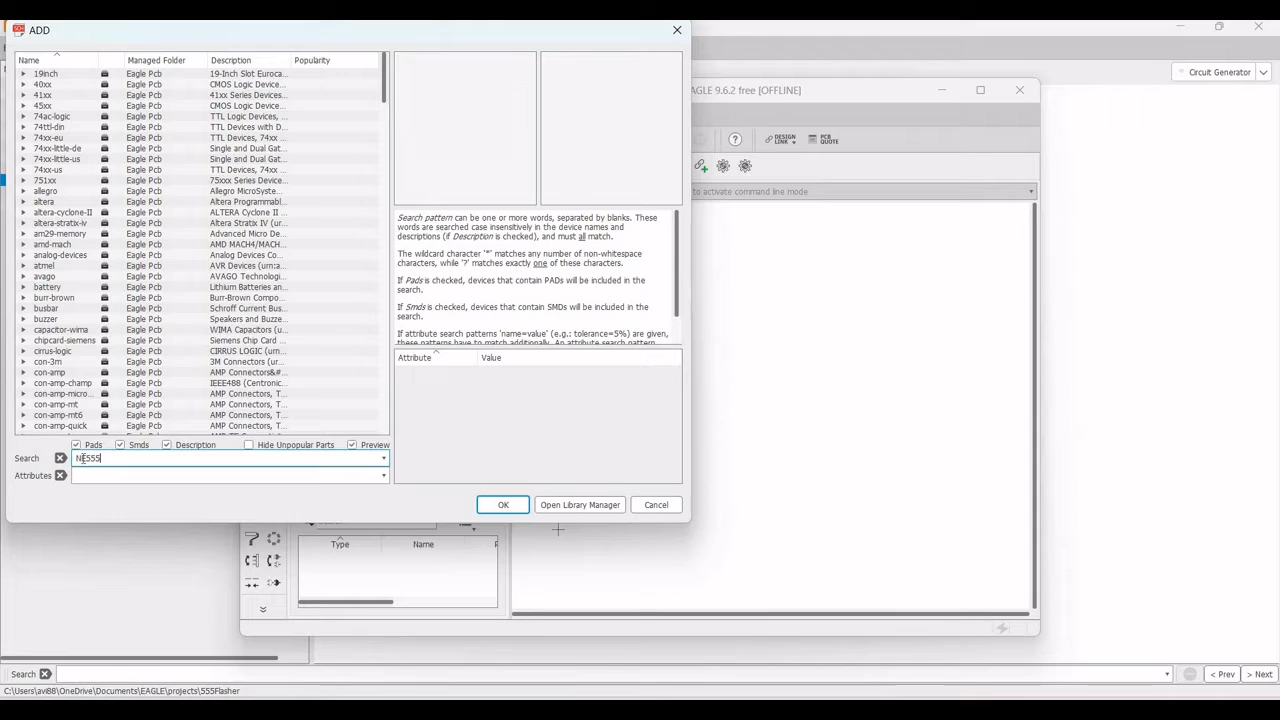 ADD
Name Managed Folder Description Popularity
19inch Eagle Pcb 19-Inch Slot Euroca...
40xx Eagle Pcb CMOS Logic Device...
41xx Eagle Pcb 41xx Series Devices...
45xx Eagle Pcb CMOS Logic Device...
74ac-logic Eagle Pcb TTL Logic Devices, ...
74ttl-din Eagle Pcb TTL Devices with D...
74xx-eu Eagle Pcb TTL Devices, 74xx ...
74xx-little-de Eagle Pcb Single and Dual Gat...
74xx-little-us Eagle Pcb Single and Dual Gat...
74xx-us Eagle Pcb TTL Devices, 74xx ...
751xx Eagle Pcb 75xxx Series Device...
allegro Eagle Pcb Allegro MicroSyste...
altera Eagle Pcb Altera Programmabl...
altera-cyclone-II Eagle Pcb ALTERA Cyclone II ...
altera-stratix-iv Eagle Pcb Altera Stratix IV (ur...
am29-memory Eagle Pcb Advanced Micro De...
amd-mach Eagle Pcb AMD MACH4/MACH...
analog-devices Eagle Pcb Analog Devices Co...
atmel Eagle Pcb AVR Devices (urn:a...
avago Eagle Pcb AVAGO Technologi...
battery Eagle Pcb Lithium Batteries an...
burr-brown Eagle Pcb Burr-Brown Compo...
busbar Eagle Pcb Schroff Current Bus...
buzzer Eagle Pcb Speakers and Buzze...
capacitor-wima Eagle Pcb WIMA Capacitors (u...
chipcard-siemens Eagle Pcb Siemens Chip Card ...
cirrus-logic Eagle Pcb CIRRUS LOGIC (urn:...
con-3m Eagle Pcb 3M Connectors (ur...
con-amp Eagle Pcb AMP Connectors&#...
con-amp-champ Eagle Pcb IEEE488 (Centronic...
con-amp-micro... Eagle Pcb AMP Connectors, T...
con-amp-mt Eagle Pcb AMP Connectors, T...
con-amp-mt6 Eagle Pcb AMP Connectors, T...
con-amp-quick Eagle Pcb AMP Connectors, T...
Pads Smds Description Hide Unpopular Parts Preview
Search NE555
Attributes
Search pattern can be one or more words, separated by blanks. These
words are searched case insensitively in the device names and
descriptions (if Description is checked), and must all match.
The wildcard character '*' matches any number of non-whitespace
characters, while '?' matches exactly one of these characters.
If Pads is checked, devices that contain PADs will be included in the
search.
If Smds is checked, devices that contain SMDs will be included in the
search.
If attribute search patterns 'name=value' (e.g.: tolerance=5%) are given,
these patterns have to match additionally. An attribute search pattern
Attribute Value
OK Open Library Manager Cancel
EAGLE 9.6.2 free [OFFLINE]
DESIGN LINK PCB QUOTE
to activate command line mode
Type Name
Circuit Generator
Search < Prev > Next
C:\Users\avi88\OneDrive\Documents\EAGLE\projects\555Flasher